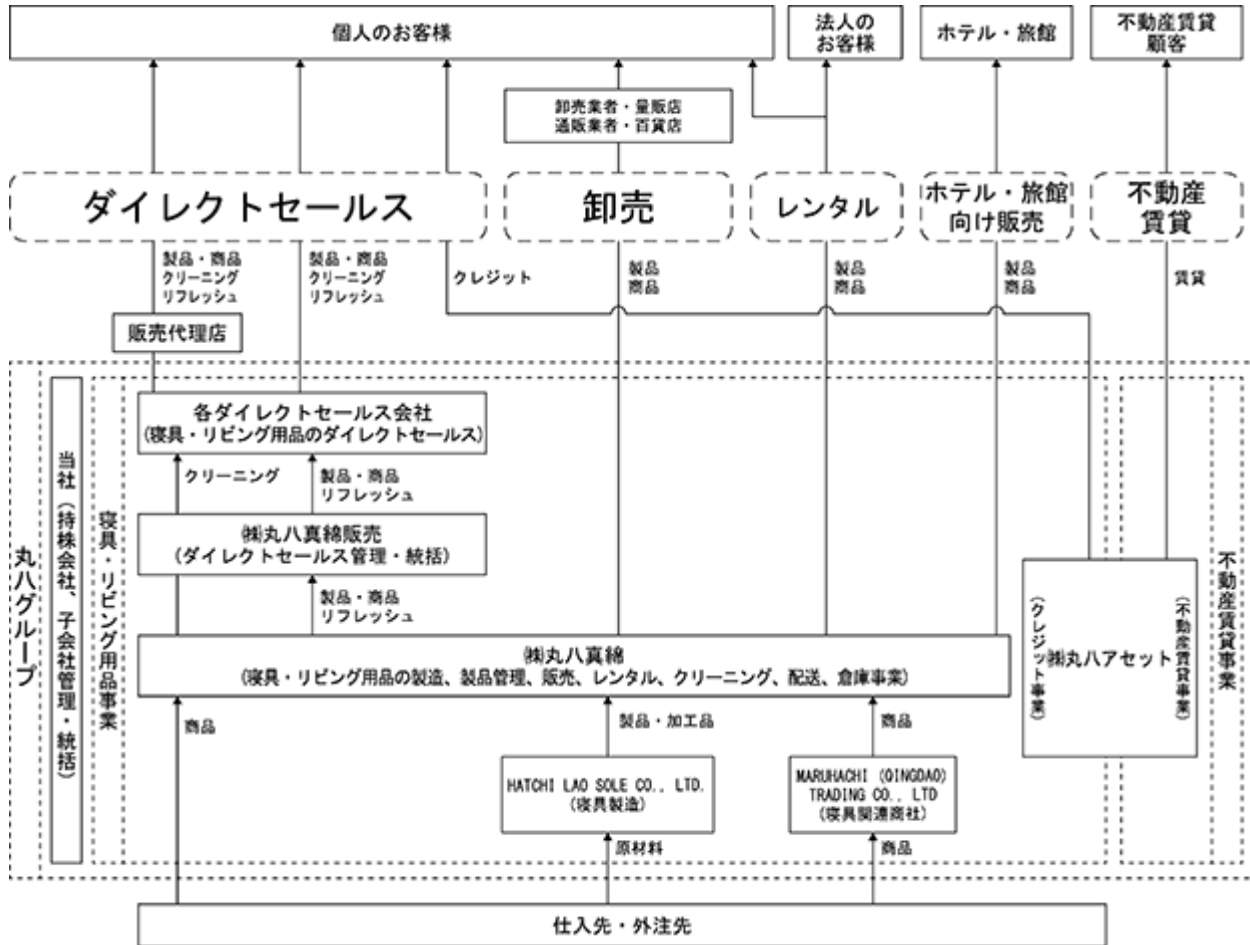 個人のお客様
法人の
お客様
ホテル・旅館
不動産賃貸
顧客
卸売業者・量販店
通販業者・百貨店
ダイレクトセールス
卸売
レンタル
ホテル・旅館
向け販売
不動産
賃貸
製品・商品
クリーニング
リフレッシュ
製品・商品
クリーニング
リフレッシュ
クレジット
製品
商品
製品
商品
製品
商品
賃貸
販売代理店
丸八グループ
当社（持株会社、子会社管理・統括）
寝具・リビング用品事業
各ダイレクトセールス会社
(寝具・リビング用品のダイレクトセールス)
クリーニング
製品・商品
リフレッシュ
㈱丸八真綿販売
(ダイレクトセールス管理・統括)
製品・商品
リフレッシュ
㈱丸八真綿
(寝具・リビング用品の製造、製品管理、販売、レンタル、クリーニング、配送、倉庫事業)
(クレジット事業)
㈱丸八アセット
(不動産賃貸事業)
不動産賃貸事業
商品
製品・加工品
商品
HATCHI LAO SOLE CO., LTD.
(寝具製造)
MARUHACHI (QINGDAO)
TRADING CO., LTD
(寝具関連商社)
原材料
商品
仕入先・外注先